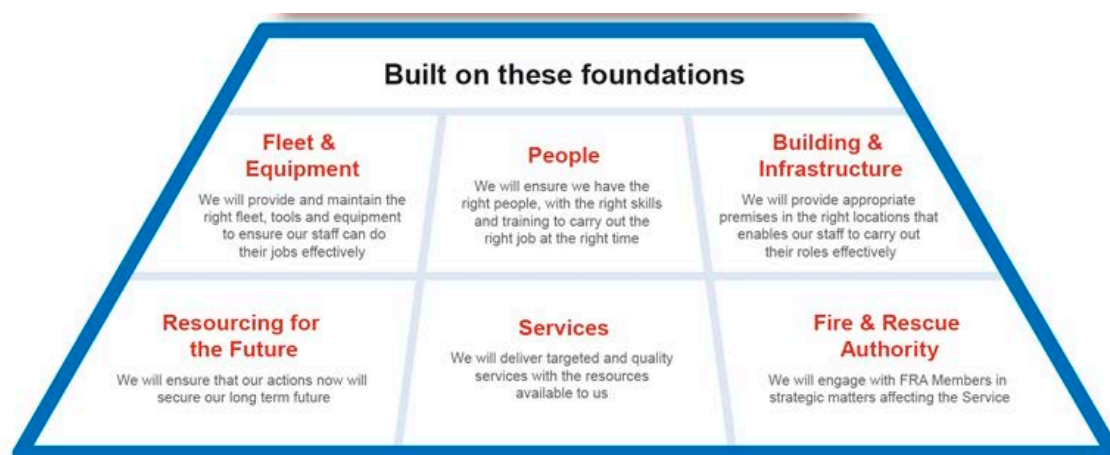 Built on these foundations
Fleet &
Equipment
We will provide and maintain the
right fleet, tools and equipment
to ensure our staff can do
their jobs effectively
People
We will ensure we have the
right people, with the right skills
and training to carry out the
right job at the right time
Building &
Infrastructure
We will provide appropriate
premises in the right locations that
enables our staff to carry out
their roles effectively
Resourcing for
the Future
We will ensure that our actions now will
secure our long term future
Services
We will deliver targeted and quality
services with the resources
available to us
Fire & Rescue
Authority
We will engage with FRA Members in
strategic matters affecting the Service